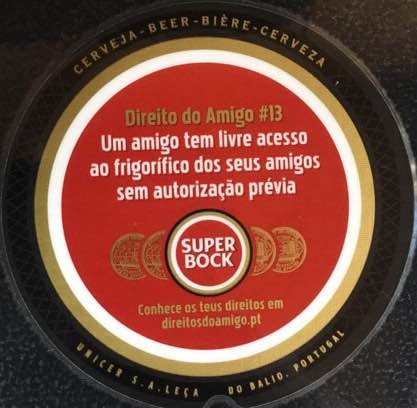 CERVEJA-BEER-BIÈRE-CERVEZA
Direito do Amigo #13
Um amigo tem livre acesso
ao frigorífico dos seus amigos
sem autorização prévia
SUPER
BOCK
Conhece os teus direitos em
direitosdoamigo.pt
UNICER S.A. LEÇA DO BALIO. PORTUGAL